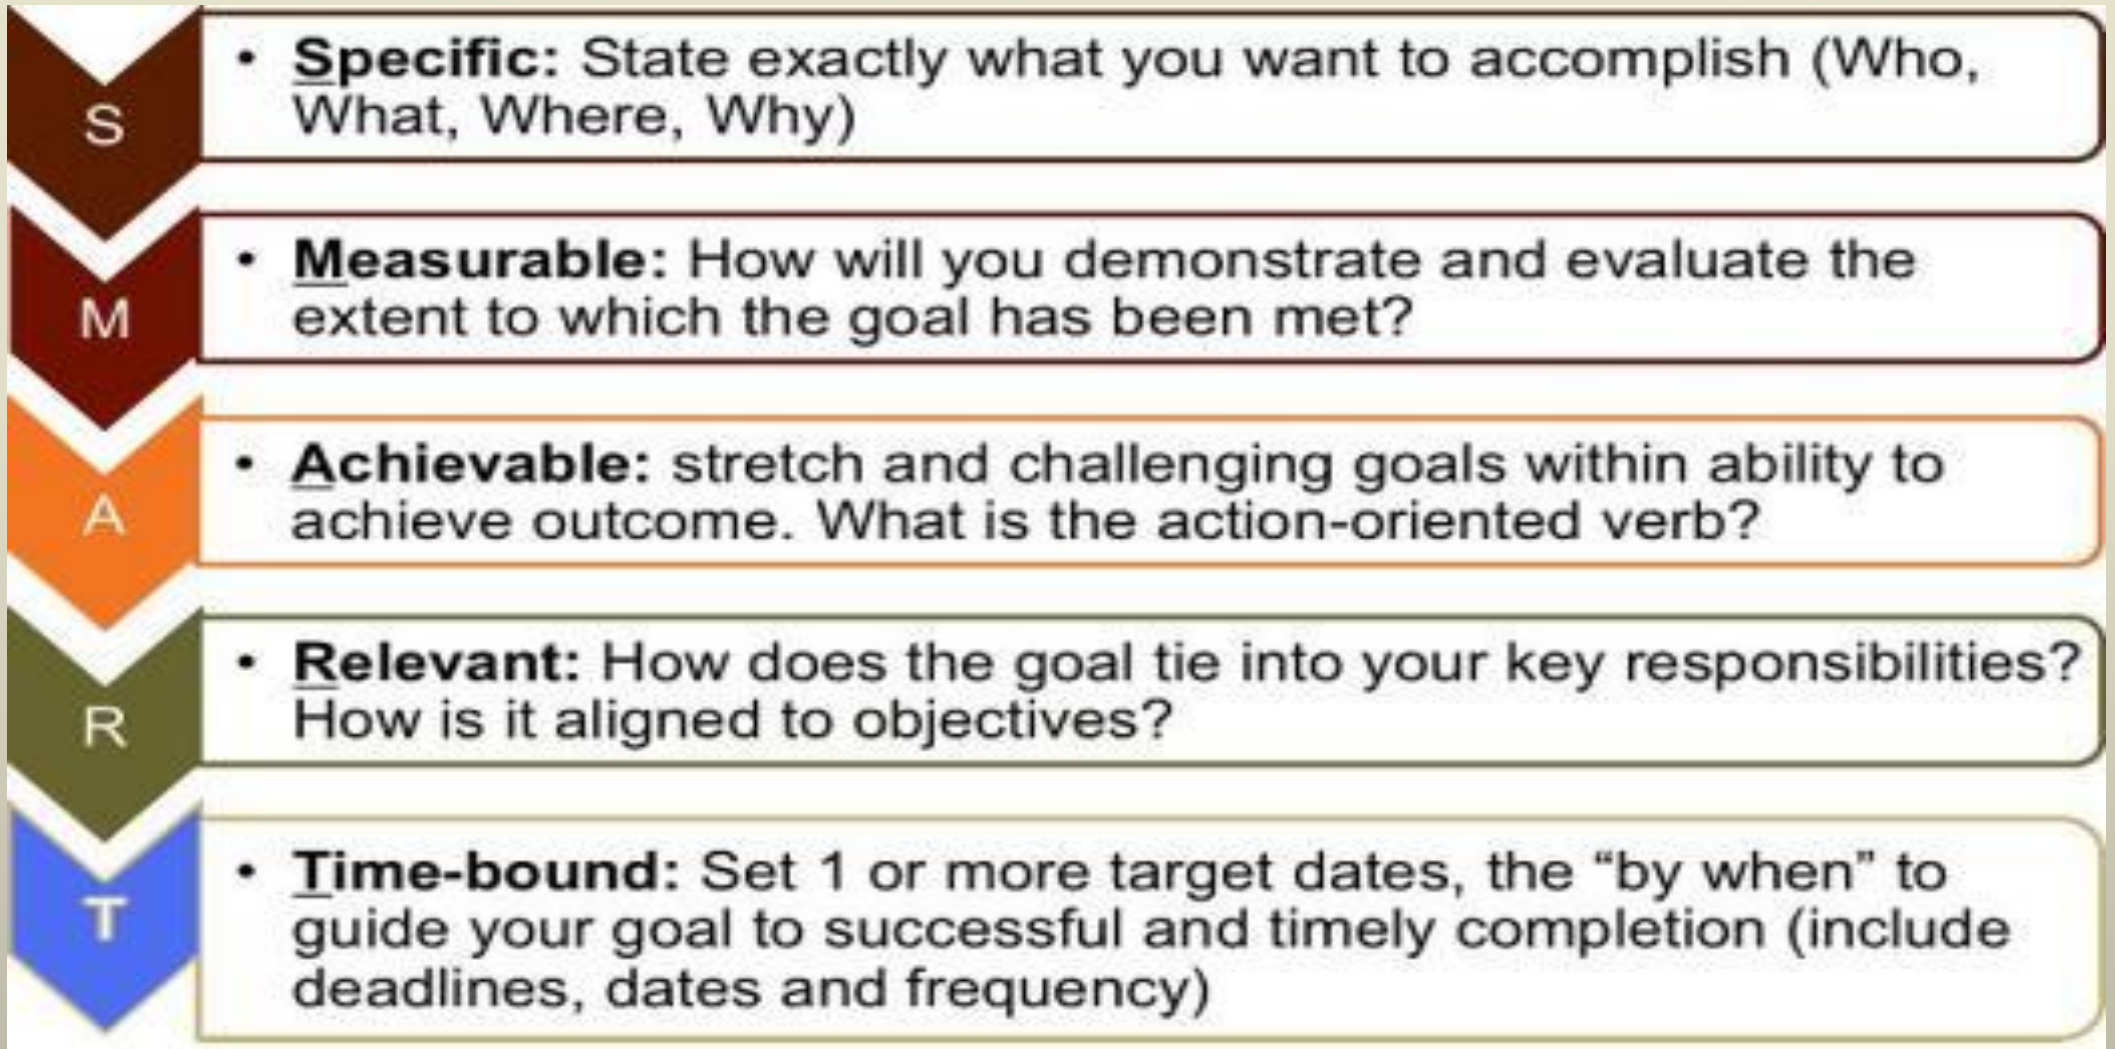 S
• Specific: State exactly what you want to accomplish (Who,
What, Where, Why)
M
• Measurable: How will you demonstrate and evaluate the
extent to which the goal has been met?
A
• Achievable: stretch and challenging goals within ability to
achieve outcome. What is the action-oriented verb?
R
• Relevant: How does the goal tie into your key responsibilities?
How is it aligned to objectives?
T
• Time-bound: Set 1 or more target dates, the “by when” to
guide your goal to successful and timely completion (include
deadlines, dates and frequency)